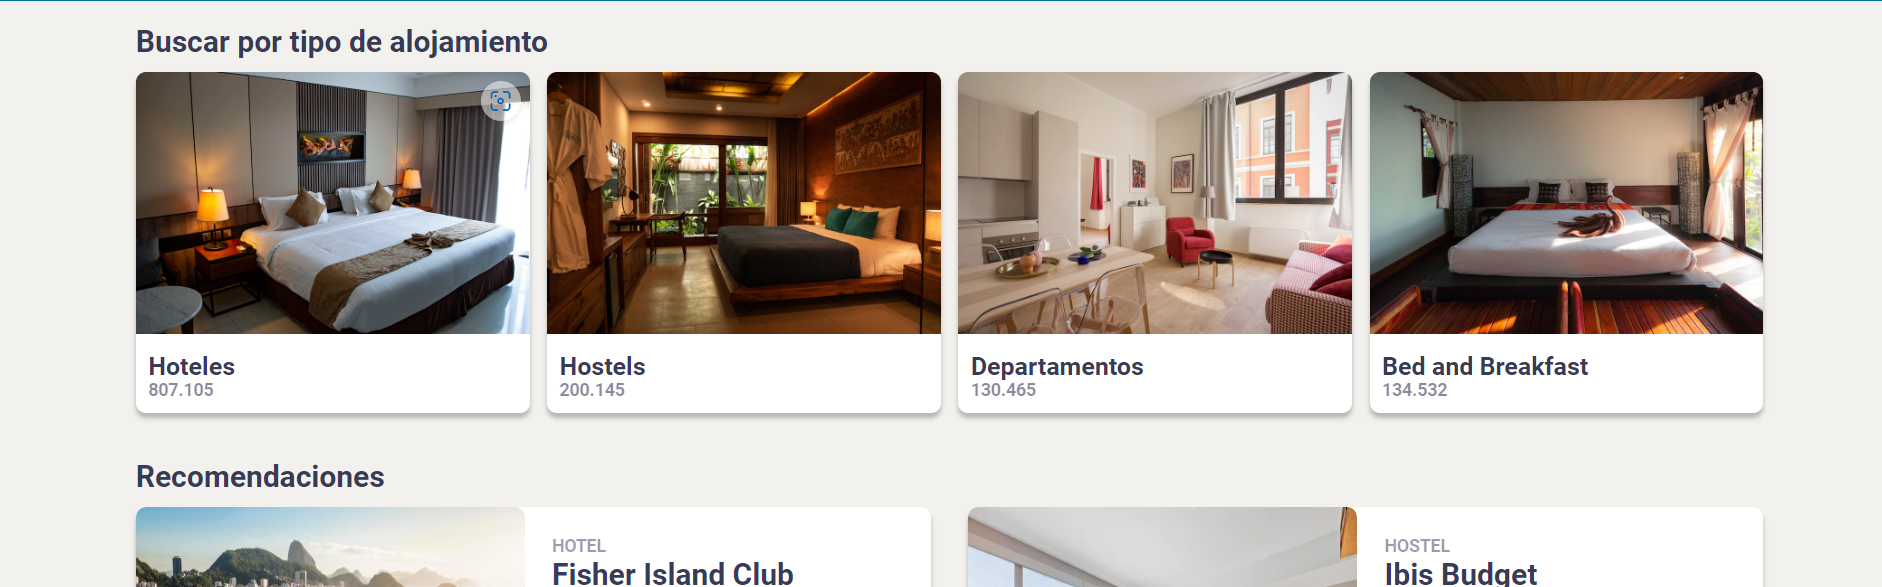 Buscar por tipo de alojamiento
Hoteles
807.105
Hostels
200.145
Departamentos
130.465
Bed and Breakfast
134.532
Recomendaciones
HOTEL
Fisher Island Club
HOSTEL
Ibis Budget